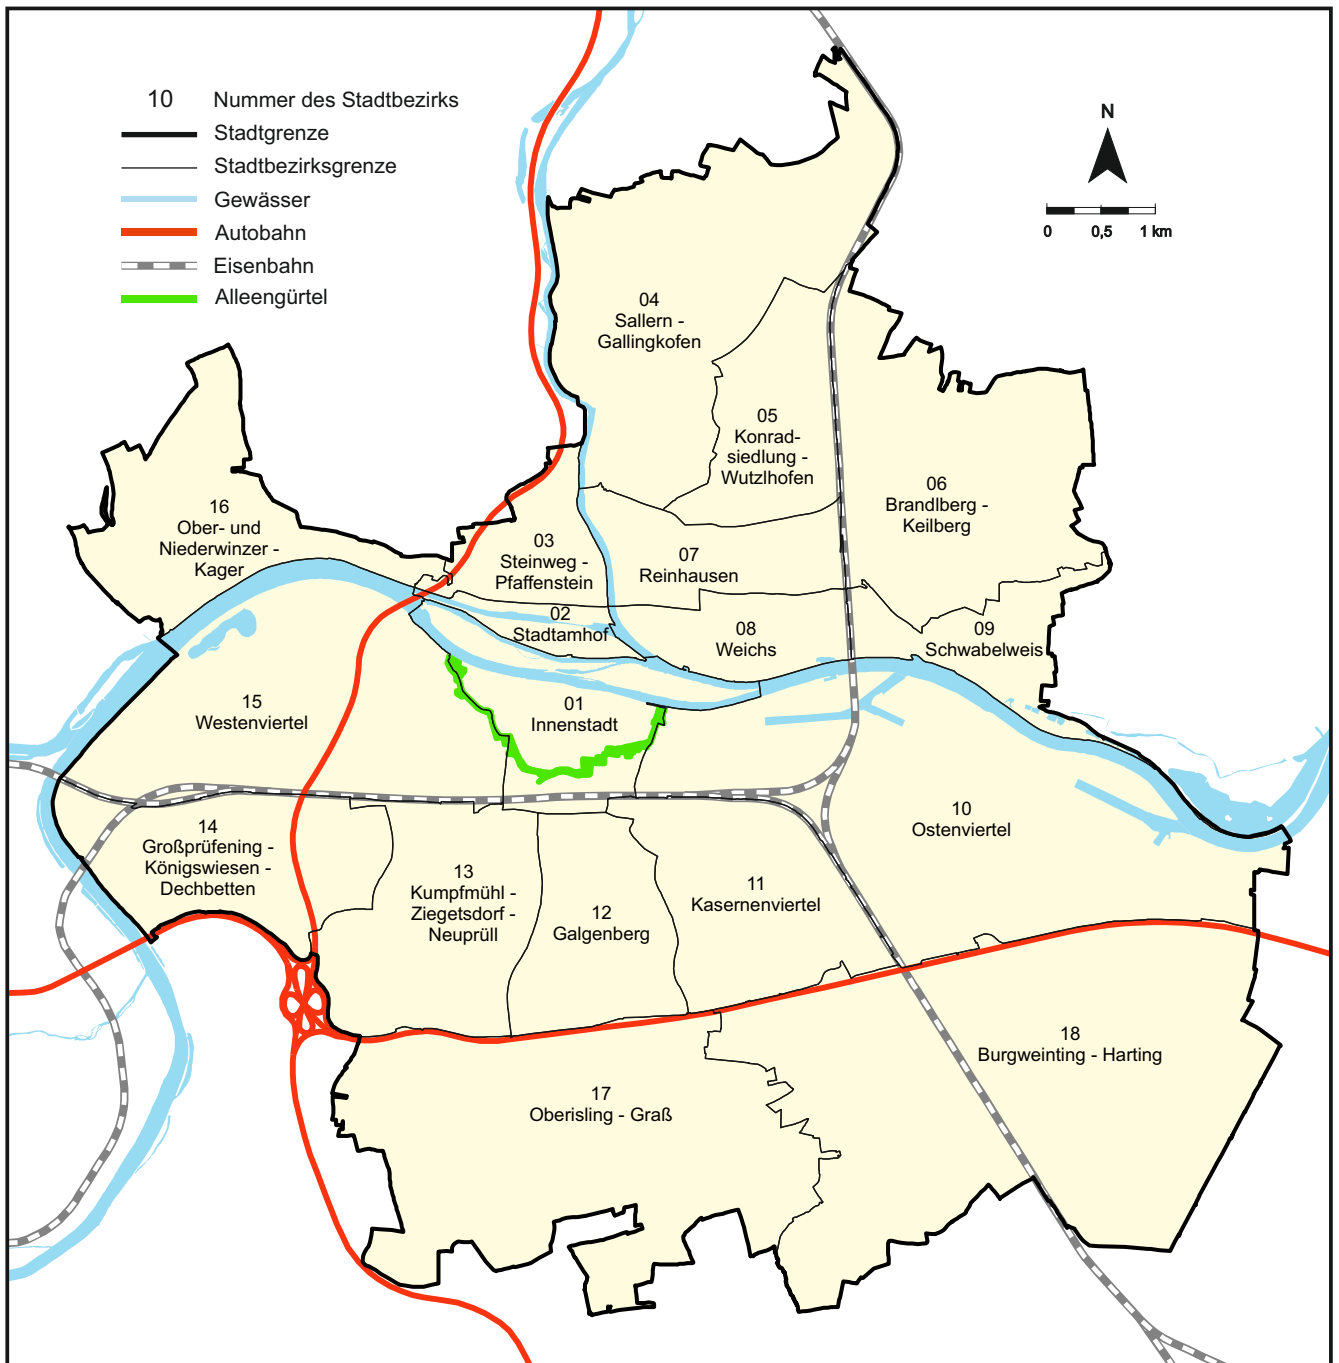 10 Nummer des Stadtbezirks
Stadtgrenze
Stadtbezirksgrenze
Gewässer
Autobahn
Eisenbahn
Alleengürtel
N
0 0,5 1 km
04
Sallern -
Gallingkofen
05
Konrad-
siedlung -
Wutzlhofen
06
Brandlberg -
Keilberg
16
Ober- und
Niederwinzer -
Kager
03
Steinweg -
Pfaffenstein
07
Reinhausen
02
Stadtamhof
08
Weichs
09
Schwabelweis
15
Westenviertel
01
Innenstadt
10
Ostenviertel
14
Großprüfening -
Königswiesen -
Dechbetten
13
Kumpfmühl -
Ziegetsdorf -
Neuprüll
12
Galgenberg
11
Kasernenviertel
18
Burgweinting - Harting
17
Oberisling - Graß